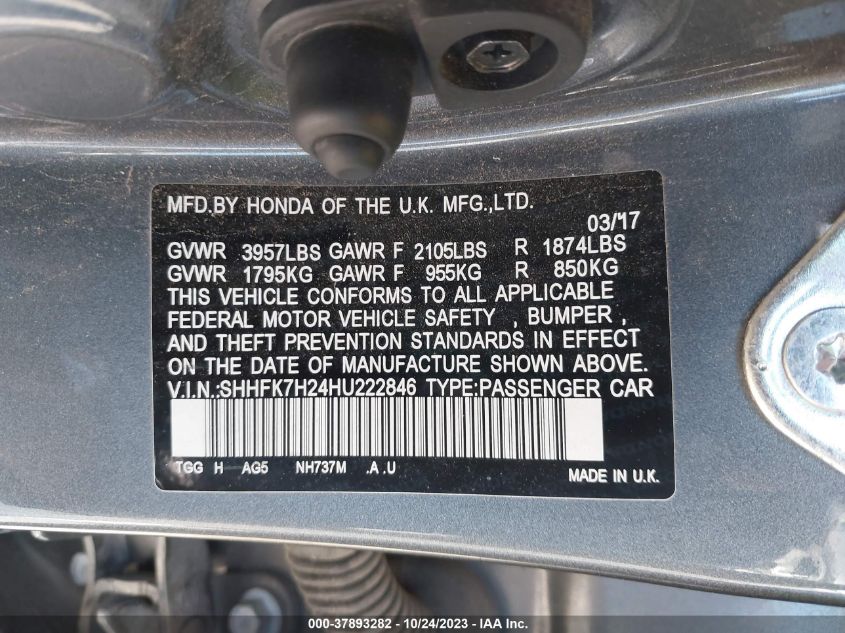 MFD.BY HONDA OF THE U.K. MFG.,LTD.
03/17
GVWR 3957LBS GAWR F 2105LBS R 1874LBS
GVWR 1795KG GAWR F 955KG R 850KG
THIS VEHICLE CONFORMS TO ALL APPLICABLE
FEDERAL MOTOR VEHICLE SAFETY , BUMPER ,
AND THEFT PREVENTION STANDARDS IN EFFECT
ON THE DATE OF MANUFACTURE SHOWN ABOVE.
V.I.N.:SHHFK7H24HU222846 TYPE:PASSENGER CAR
TGG H AG5 NH737M .A .U
MADE IN U.K.
000-37893282 - 10/24/2023 - 1124 - IAA Inc.